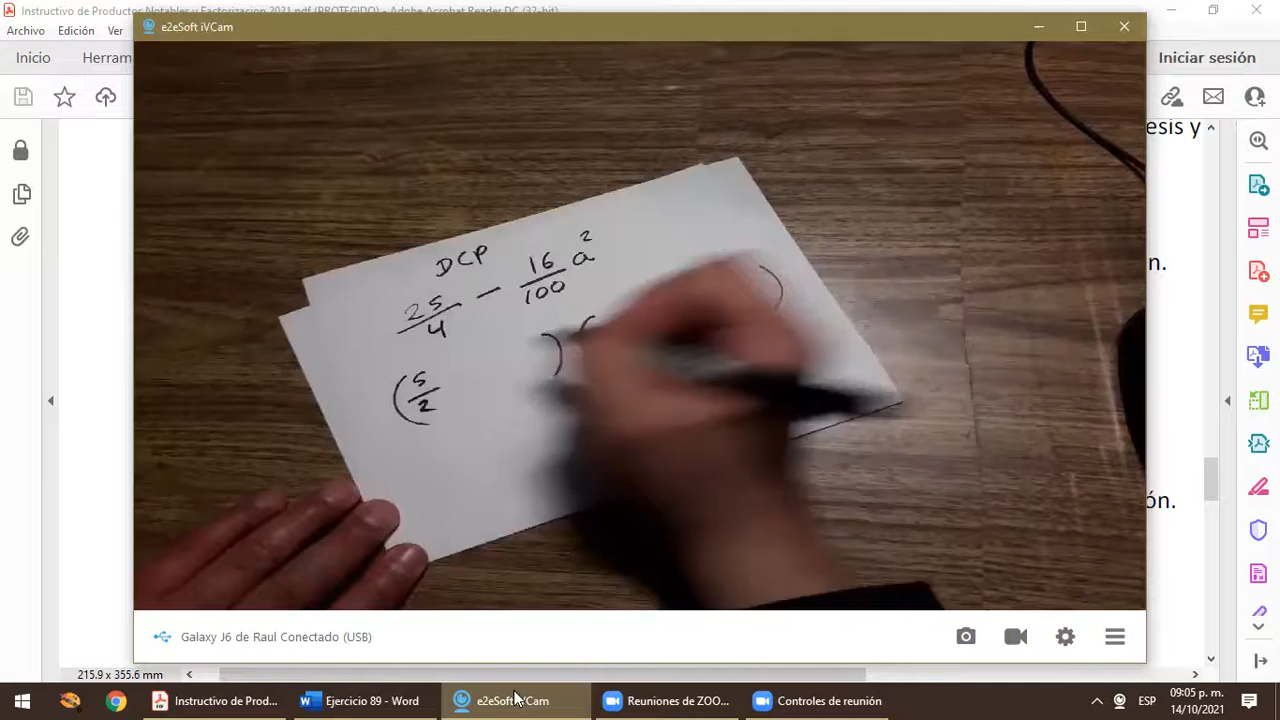 Instructivo de Productos Notables y Factorizacion 2021.pdf (PROTEGIDO) - Adobe Acrobat Reader DC (32-bit)
Archivo Edición Ver
e2eSoft iVCam
Inicio Herram
Iniciar sesión
esis y
n.
ón.
DCP
25/4 - 16/100 a²
(5/2 ) ( )
Galaxy J6 de Raul Conectado (USB)
215.9 x 355.6 mm
Instructivo de Prod...
Ejercicio 89 - Word
e2eSoft iVCam
Reuniones de ZOO...
Controles de reunión
ESP
09:05 p. m.
14/10/2021